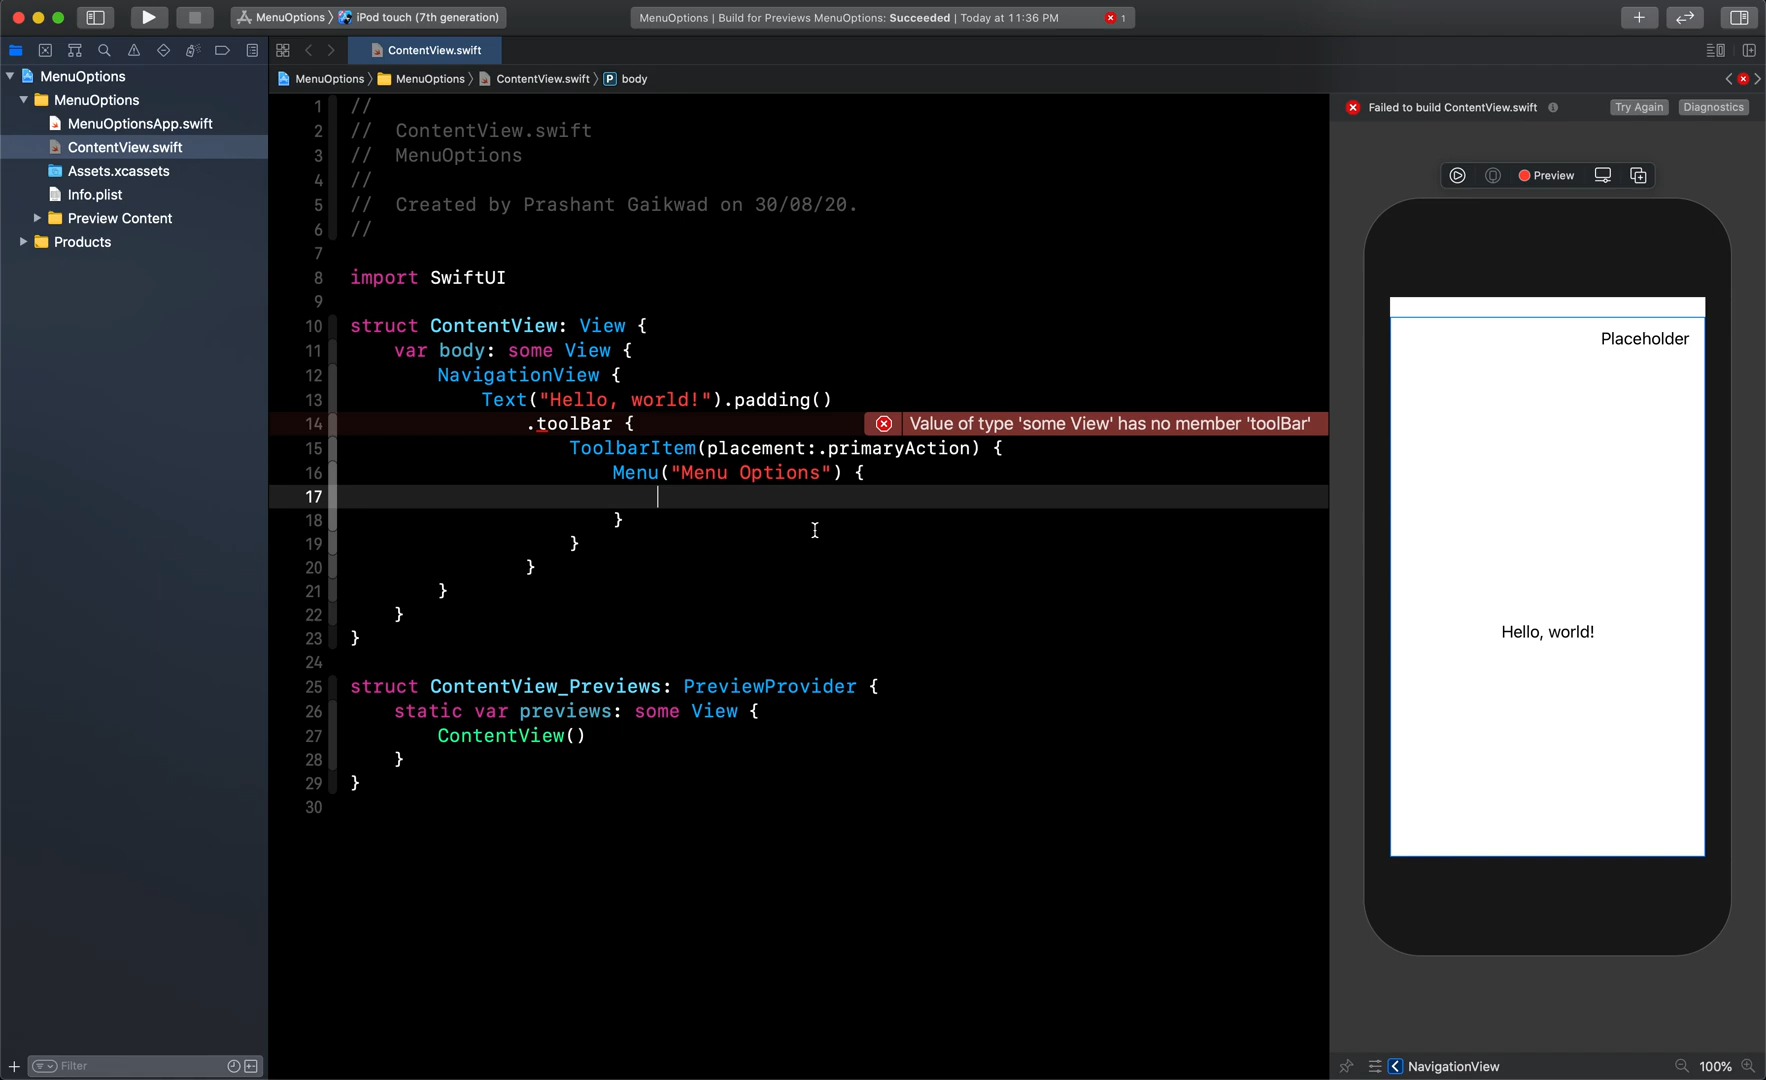 MenuOptions 〉 iPod touch (7th generation)
MenuOptions | Build for Previews MenuOptions: Succeeded | Today at 11:36 PM
1
ContentView.swift
MenuOptions 〉 MenuOptions 〉 ContentView.swift 〉 P body
MenuOptions
MenuOptions
MenuOptionsApp.swift
ContentView.swift
Assets.xcassets
Info.plist
Preview Content
Products
Filter
1 //
2 // ContentView.swift
3 // MenuOptions
4 //
5 // Created by Prashant Gaikwad on 30/08/20.
6 //
7
8 import SwiftUI
9
10 struct ContentView: View {
11 var body: some View {
12 NavigationView {
13 Text("Hello, world!").padding()
14 .toolBar {
Value of type 'some View' has no member 'toolBar'
15 ToolbarItem(placement:.primaryAction) {
16 Menu("Menu Options") {
17
18 }
19 }
20 }
21 }
22 }
23 }
24
25 struct ContentView_Previews: PreviewProvider {
26 static var previews: some View {
27 ContentView()
28 }
29 }
30
Failed to build ContentView.swift
Try Again
Diagnostics
Preview
Placeholder
Hello, world!
NavigationView
100%